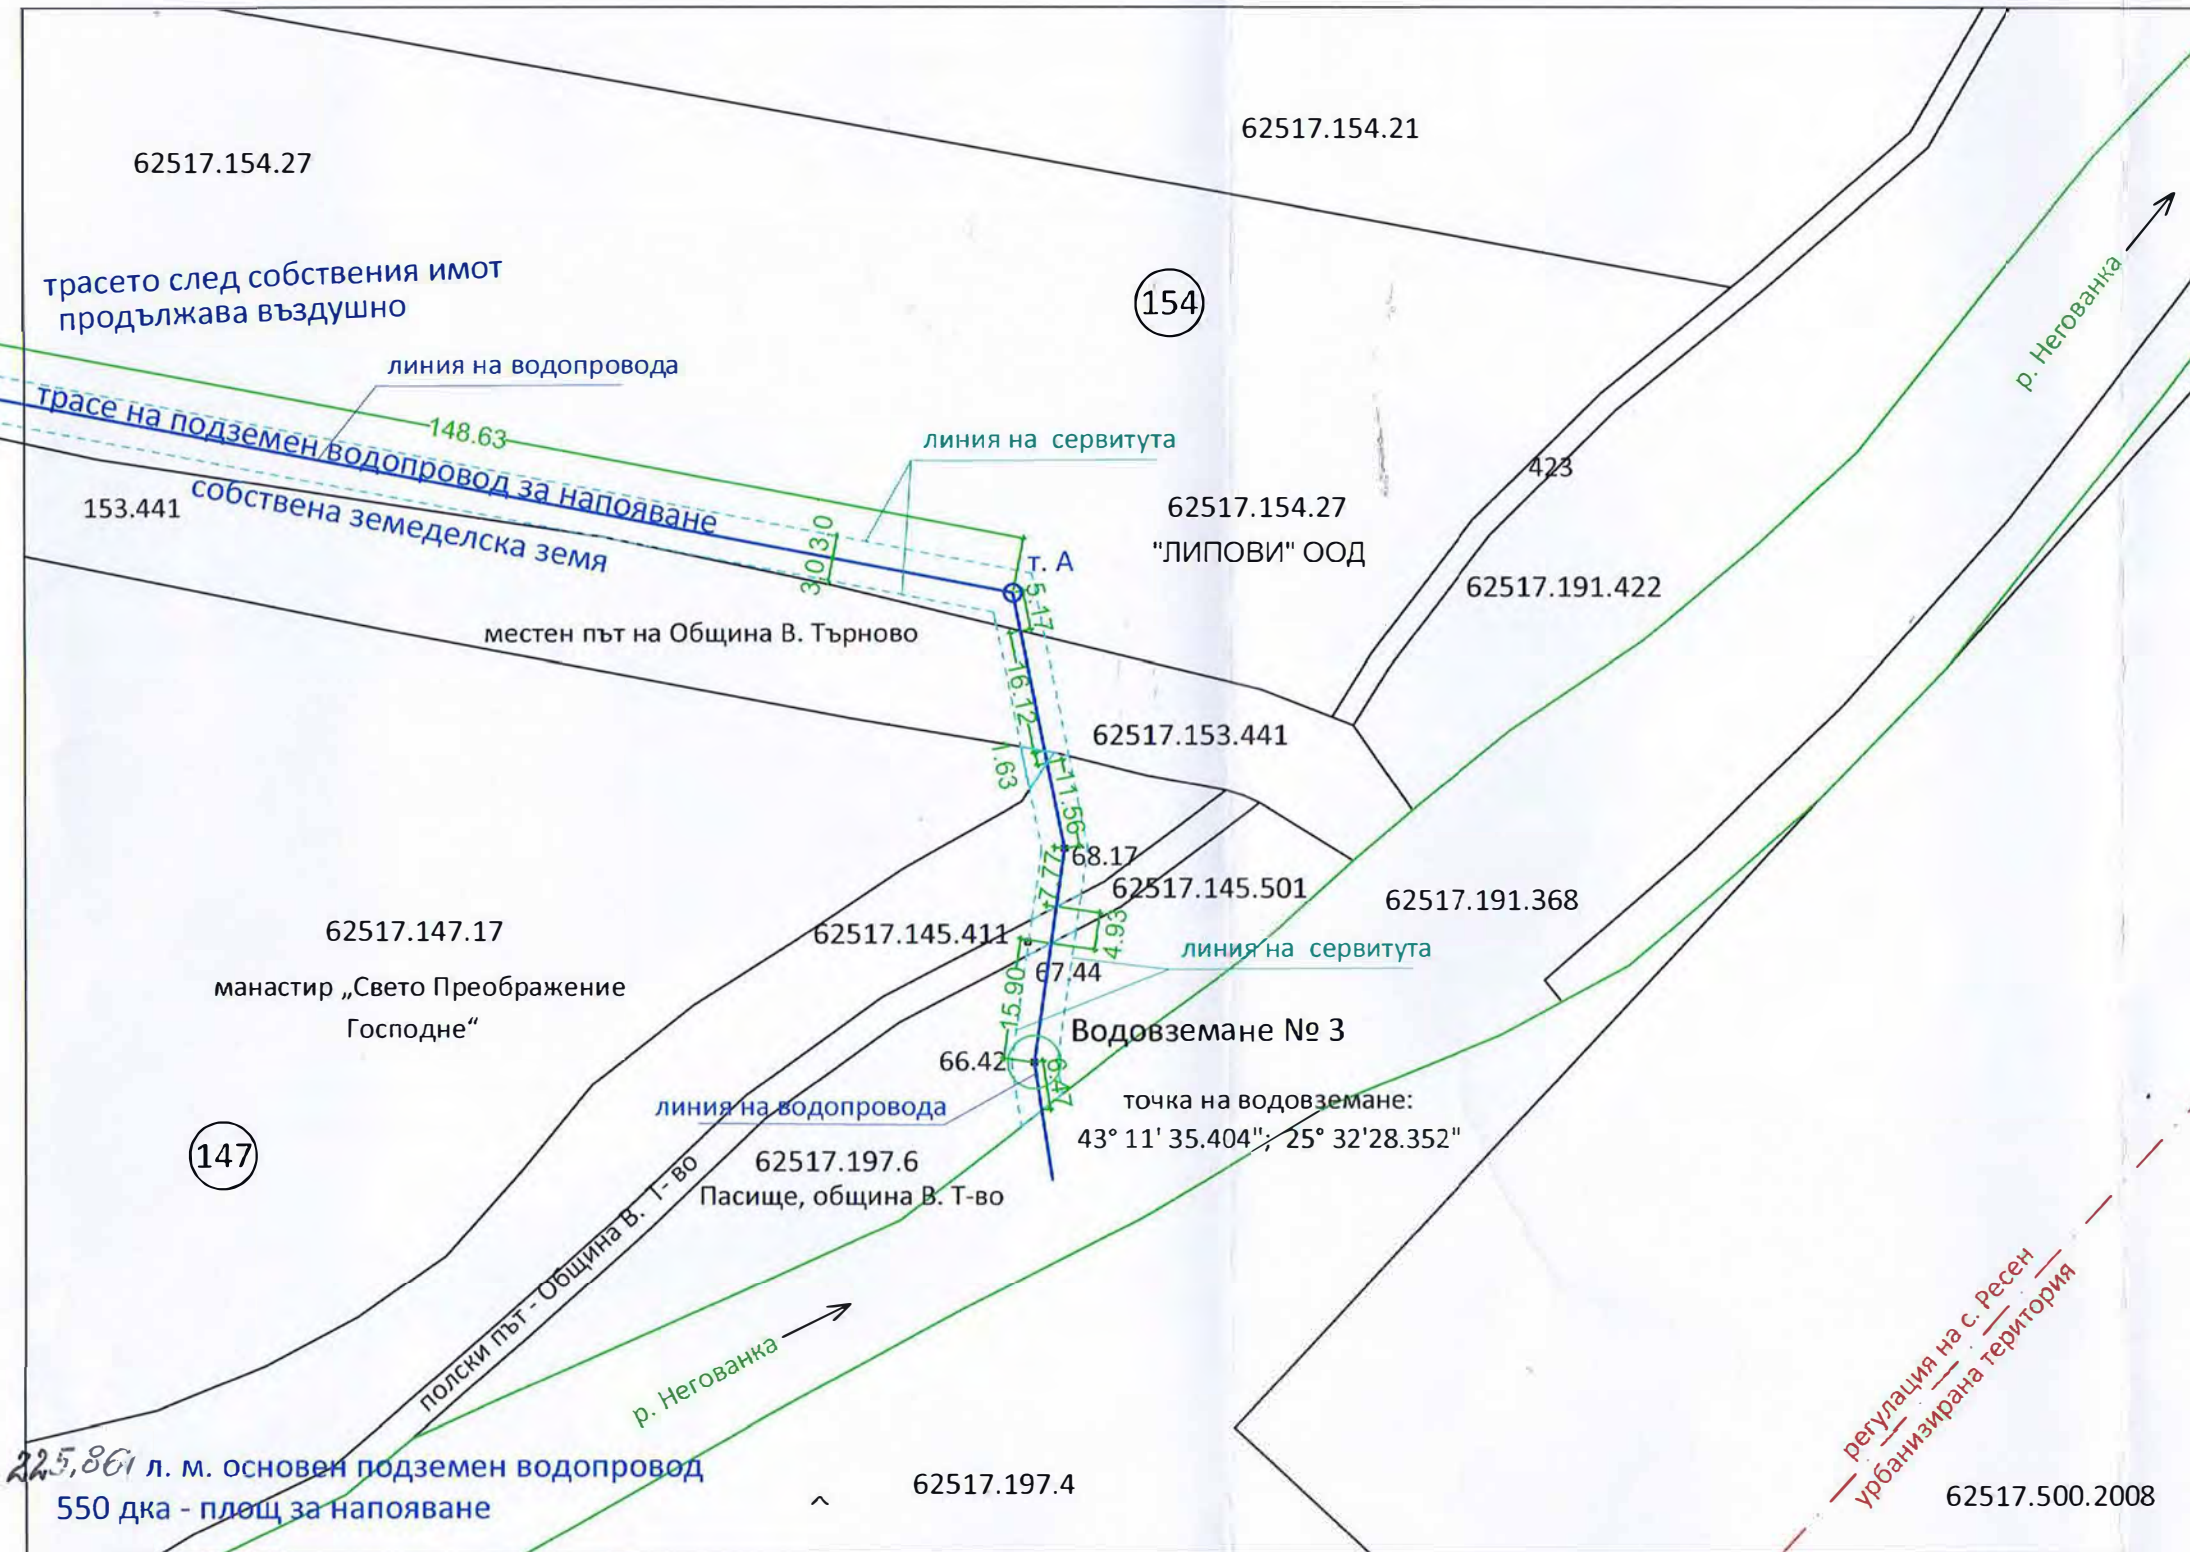 62517.154.21
62517.154.27
трасето след собствения имот
продължава въздушно
154
р. Негованка
линия на водопровода
трасе на подземен водопровод за напояване
148.63
линия на сервитута
423
62517.154.27
"ЛИПОВИ" ООД
153.441
собствена земеделска земя
3.0
3.0
т. А
5.17
62517.191.422
местен път на Община В. Търново
16.12
62517.153.441
1.63
11.56
68.17
7.77
62517.145.501
62517.191.368
62517.147.17
62517.145.411
4.93
линия на сервитута
манастир „Свето Преображение
Господне“
67.44
15.90
Водовземане № 3
66.42
6.47
линия на водопровода
точка на водовземане:
43° 11' 35.404"; 25° 32'28.352"
147
62517.197.6
Пасище, община В. Т-во
полски път - Община В. Т- во
р. Негованка
регулация на с. Ресен
урбанизирана територия
л. м. основен подземен водопровод
550 дка - площ за напояване
62517.197.4
62517.500.2008